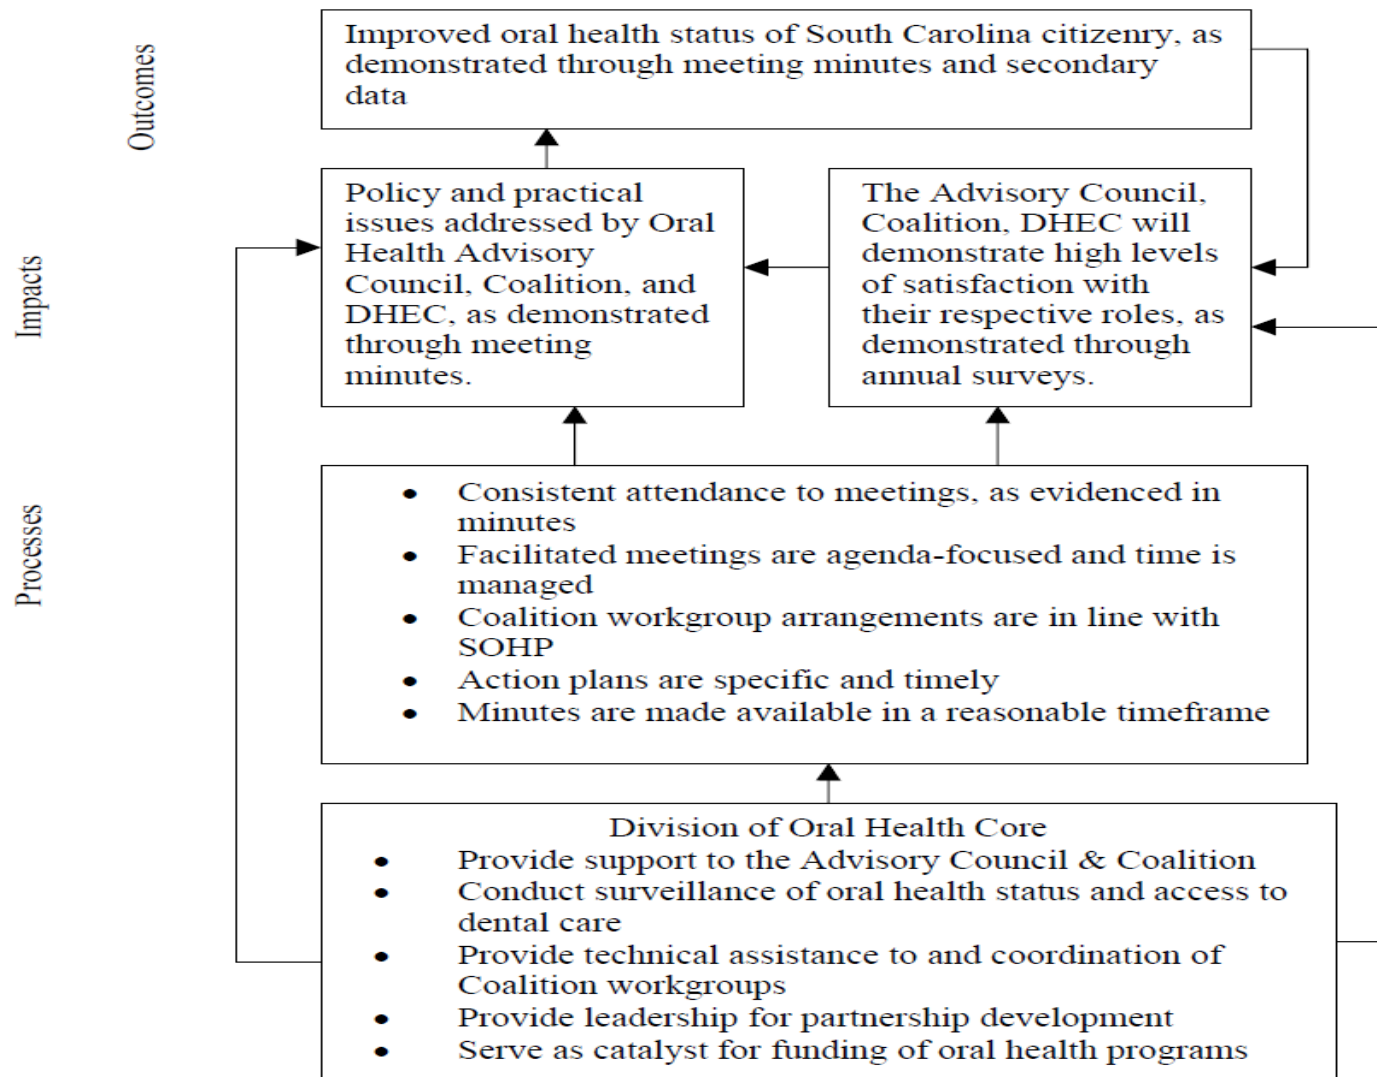 Outcomes
Improved oral health status of South Carolina citizenry, as
demonstrated through meeting minutes and secondary
data
Impacts
Policy and practical
issues addressed by Oral
Health Advisory
Council, Coalition, and
DHEC, as demonstrated
through meeting
minutes.
The Advisory Council,
Coalition, DHEC will
demonstrate high levels
of satisfaction with
their respective roles, as
demonstrated through
annual surveys.
Processes
• Consistent attendance to meetings, as evidenced in
minutes
• Facilitated meetings are agenda-focused and time is
managed
• Coalition workgroup arrangements are in line with
SOHP
• Action plans are specific and timely
• Minutes are made available in a reasonable timeframe
Division of Oral Health Core
• Provide support to the Advisory Council & Coalition
• Conduct surveillance of oral health status and access to
dental care
• Provide technical assistance to and coordination of
Coalition workgroups
• Provide leadership for partnership development
• Serve as catalyst for funding of oral health programs